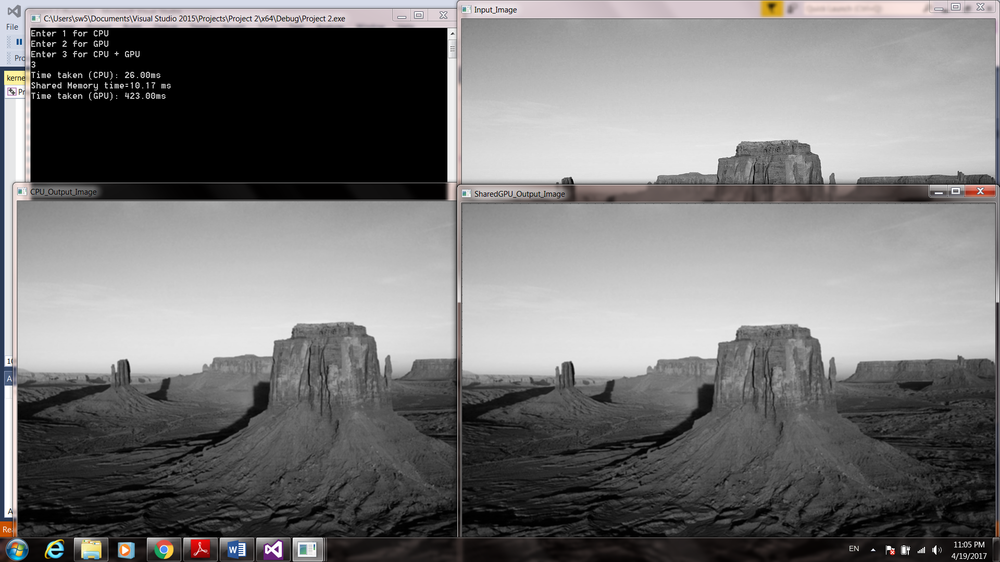 File
Pro
kerne
Pr
10
A
A
Rea
C:\Users\sw5\Documents\Visual Studio 2015\Projects\Project 2\x64\Debug\Project 2.exe
Enter 1 for CPU
Enter 2 for GPU
Enter 3 for CPU + GPU
3
Time taken (CPU): 26.00ms
Shared Memory time=10.17 ms
Time taken (GPU): 423.00ms
Input_Image
CPU_Output_Image
SharedGPU_Output_Image
EN
11:05 PM
4/19/2017